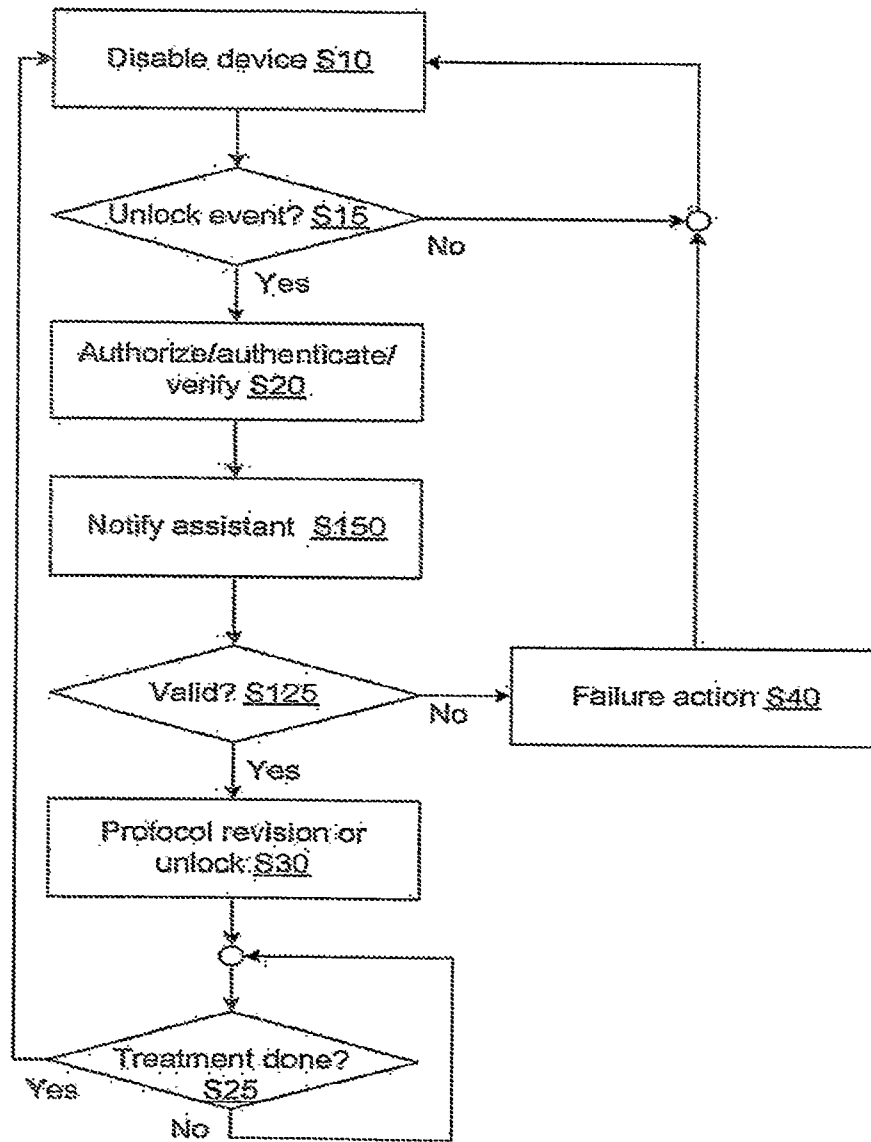 Disable device S10
Unlock event? S15
No
Yes
Authorize/authenticate/
verify S20
Notify assistant S150
Valid? S125
No
Failure action S40
Yes
Protocol revision or
unlock S30
Treatment done?
S25
Yes
No